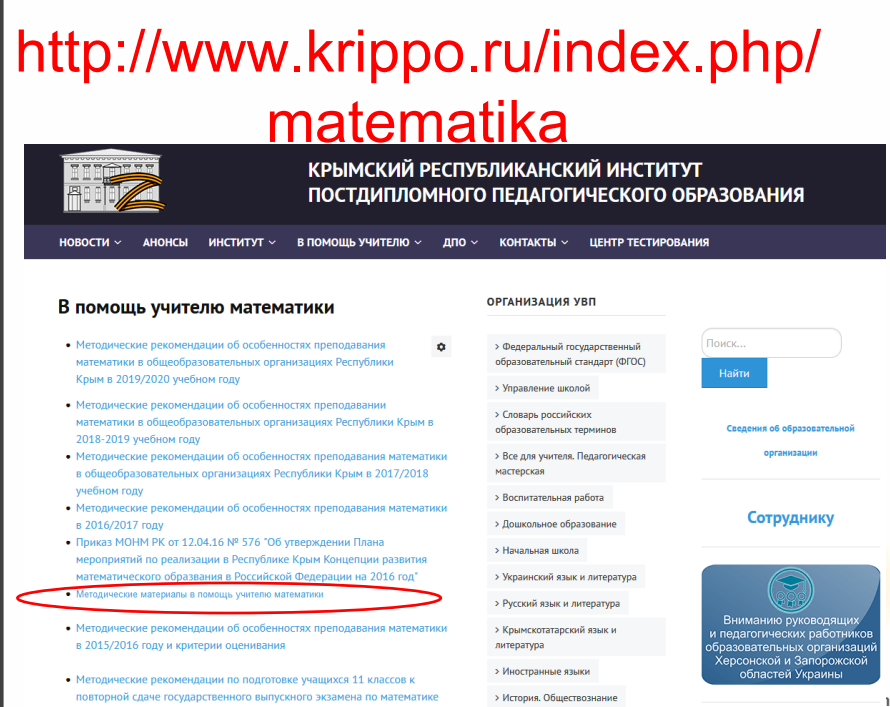 http://www.krippo.ru/index.php/
matematika
КРЫМСКИЙ РЕСПУБЛИКАНСКИЙ ИНСТИТУТ
ПОСТДИПЛОМНОГО ПЕДАГОГИЧЕСКОГО ОБРАЗОВАНИЯ
НОВОСТИ АНОНСЫ ИНСТИТУТ В ПОМОЩЬ УЧИТЕЛЮ ДПО КОНТАКТЫ ЦЕНТР ТЕСТИРОВАНИЯ
В помощь учителю математики
• Методические рекомендации об особенностях преподавания
математики в общеобразовательных организациях Республики
Крым в 2019/2020 учебном году
• Методические рекомендации об особенностях преподавании
математики в общеобразовательных организациях Республики Крым в
2018-2019 учебном году
• Методические рекомендации об особенностях преподавания математики
в общеобразовательных организациях Республики Крым в 2017/2018
учебном году
• Методические рекомендации об особенностях преподавания математики
в 2016/2017 году
• Приказ МОНМ РК от 12.04.16 № 576 "Об утверждении Плана
мероприятий по реализации в Республике Крым Концепции развития
математического образвания в Российской Федерации на 2016 год"
• Методические материалы в помощь учителю математики
• Методические рекомендации об особенностях преподавания математики
в 2015/2016 году и критерии оценивания
• Методические рекомендации по подготовке учащихся 11 классов к
повторной сдаче государственного выпускного экзамена по математике
ОРГАНИЗАЦИЯ УВП
> Федеральный государственный
образовательный стандарт (ФГОС)
> Управление школой
> Словарь российских
образовательных терминов
> Все для учителя. Педагогическая
мастерская
> Воспитательная работа
> Дошкольное образование
> Начальная школа
> Украинский язык и литература
> Русский язык и литература
> Крымскотатарский язык и
литература
> Иностранные языки
> История. Обществознание
Поиск...
Найти
Сведения об образовательной
организации
Сотруднику
Вниманию руководящих
и педагогических работников
образовательных организаций
Херсонской и Запорожской
областей Украины